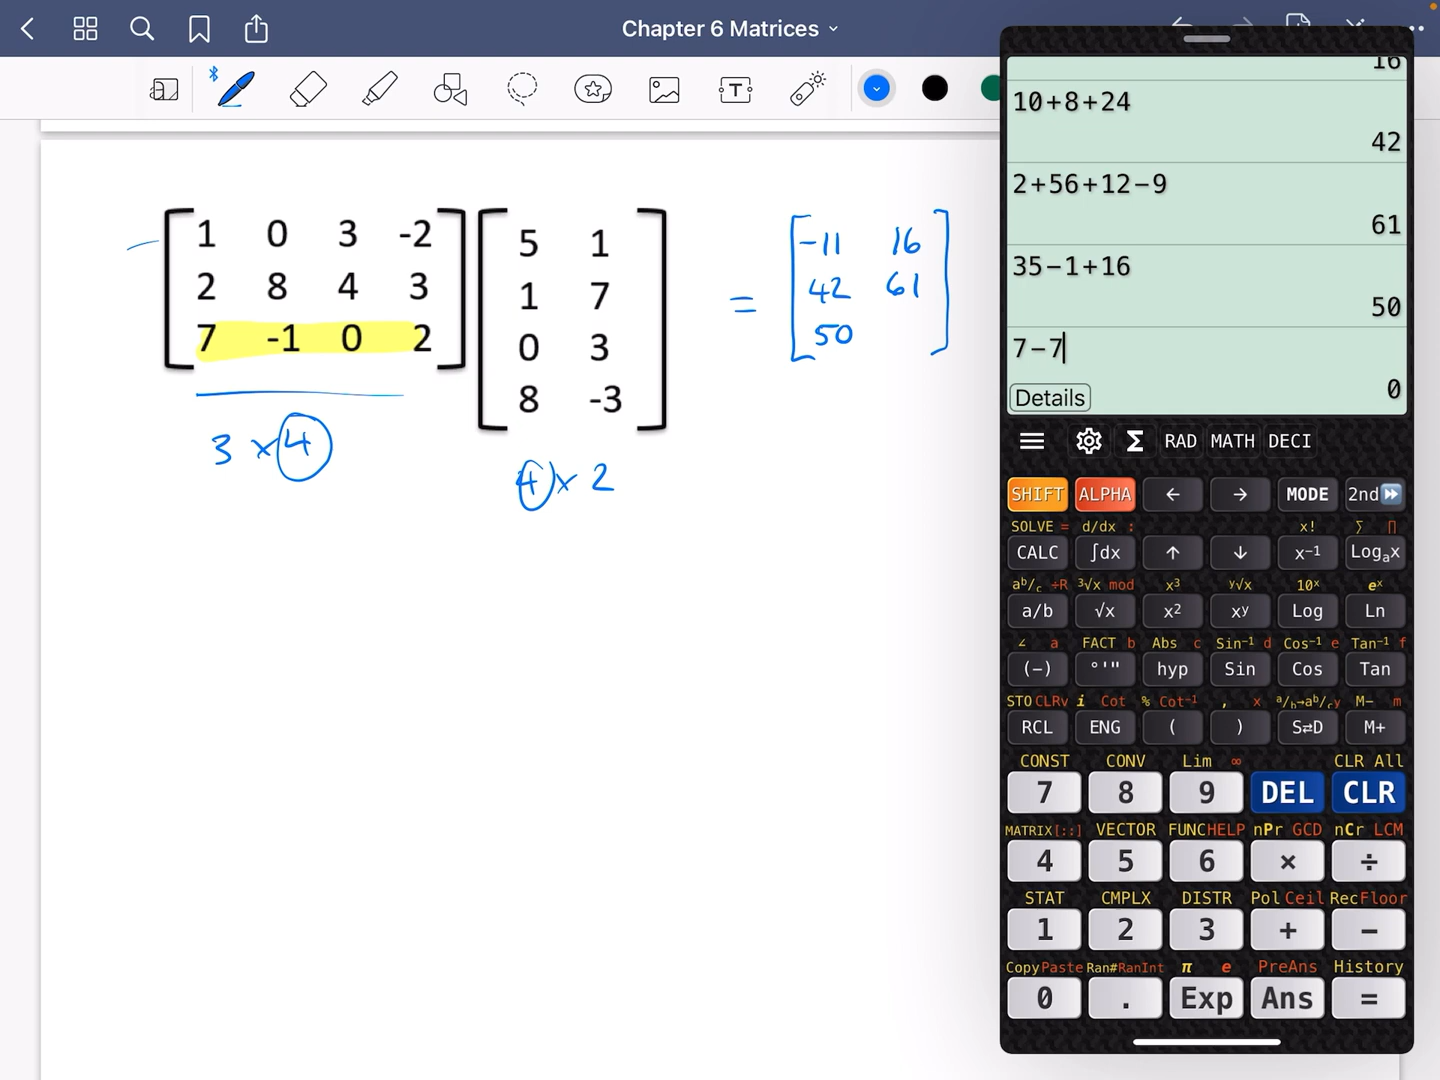 Chapter 6 Matrices
1 0 3 -2
2 8 4 3
7 -1 0 2
5 1
1 7
0 3
8 -3
=
-11 16
42 61
50
3 × 4
4 × 2
16
10+8+24
42
2+56+12-9
61
35-1+16
50
7-7
Details
0
RAD MATH DECI
SHIFT ALPHA ← → MODE 2nd
SOLVE = d/dx : x! ∑ ∏
CALC ∫dx ↑ ↓ x⁻¹ Logₐx
aᵇ/c ÷R ³√x mod x³ ʸ√x 10ˣ eˣ
a/b √x x² xʸ Log Ln
∠ a FACT b Abs c Sin⁻¹ d Cos⁻¹ e Tan⁻¹ f
(-) °'" hyp Sin Cos Tan
STO CLRv i Cot % Cot⁻¹ , x a/b→aᵇ/c y M- m
RCL ENG ( ) S⇄D M+
CONST CONV Lim ∞ CLR All
7 8 9 DEL CLR
MATRIX[::] VECTOR FUNC HELP nPr GCD nCr LCM
4 5 6 × ÷
STAT CMPLX DISTR Pol Ceil Rec Floor
1 2 3 + −
Copy Paste Ran# RanInt π e PreAns History
0 . Exp Ans =